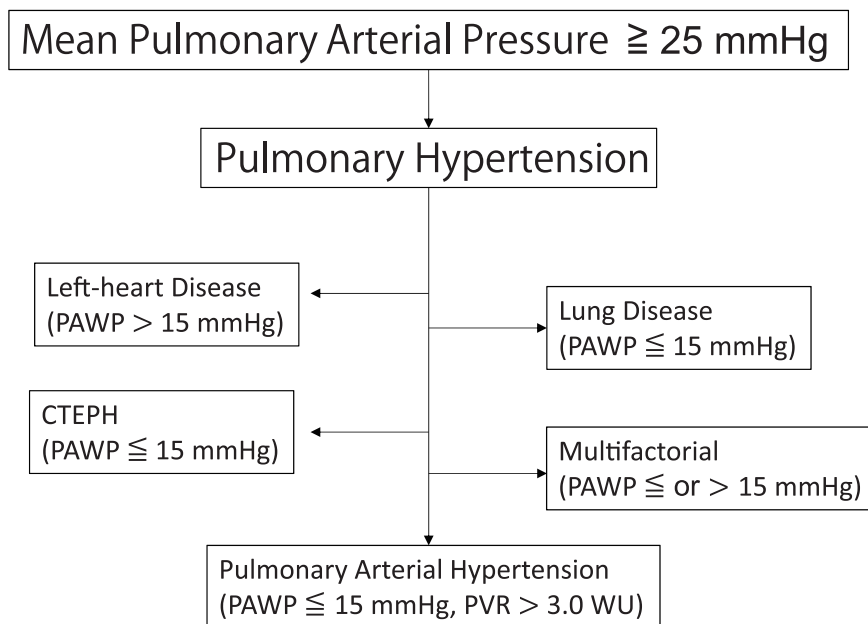 Mean Pulmonary Arterial Pressure ≧ 25 mmHg
Pulmonary Hypertension
Left-heart Disease
(PAWP > 15 mmHg)
Lung Disease
(PAWP ≦ 15 mmHg)
CTEPH
(PAWP ≦ 15 mmHg)
Multifactorial
(PAWP ≦ or > 15 mmHg)
Pulmonary Arterial Hypertension
(PAWP ≦ 15 mmHg, PVR > 3.0 WU)